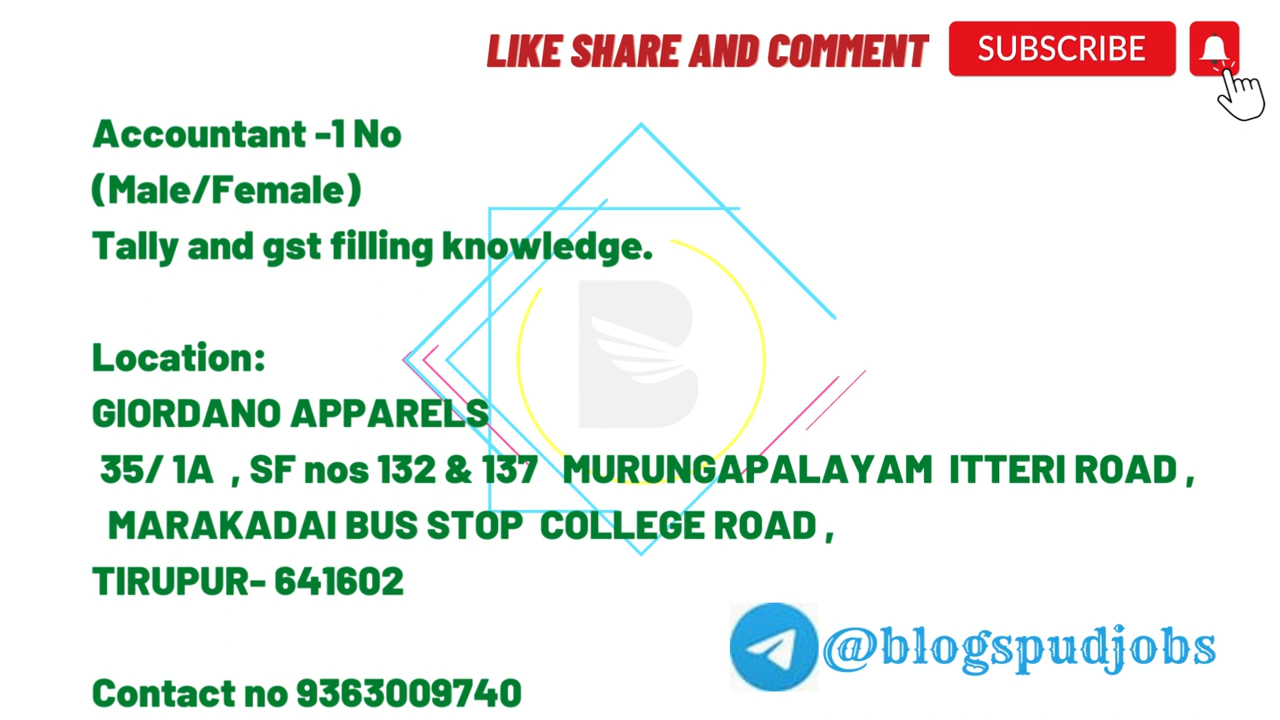 LIKE SHARE AND COMMENT SUBSCRIBE
Accountant -1 No
(Male/Female)
Tally and gst filling knowledge.
Location:
GIORDANO APPARELS
35/ 1A , SF nos 132 & 137 MURUNGAPALAYAM ITTERI ROAD ,
MARAKADAI BUS STOP COLLEGE ROAD ,
TIRUPUR- 641602
@blogspudjobs
Contact no 9363009740